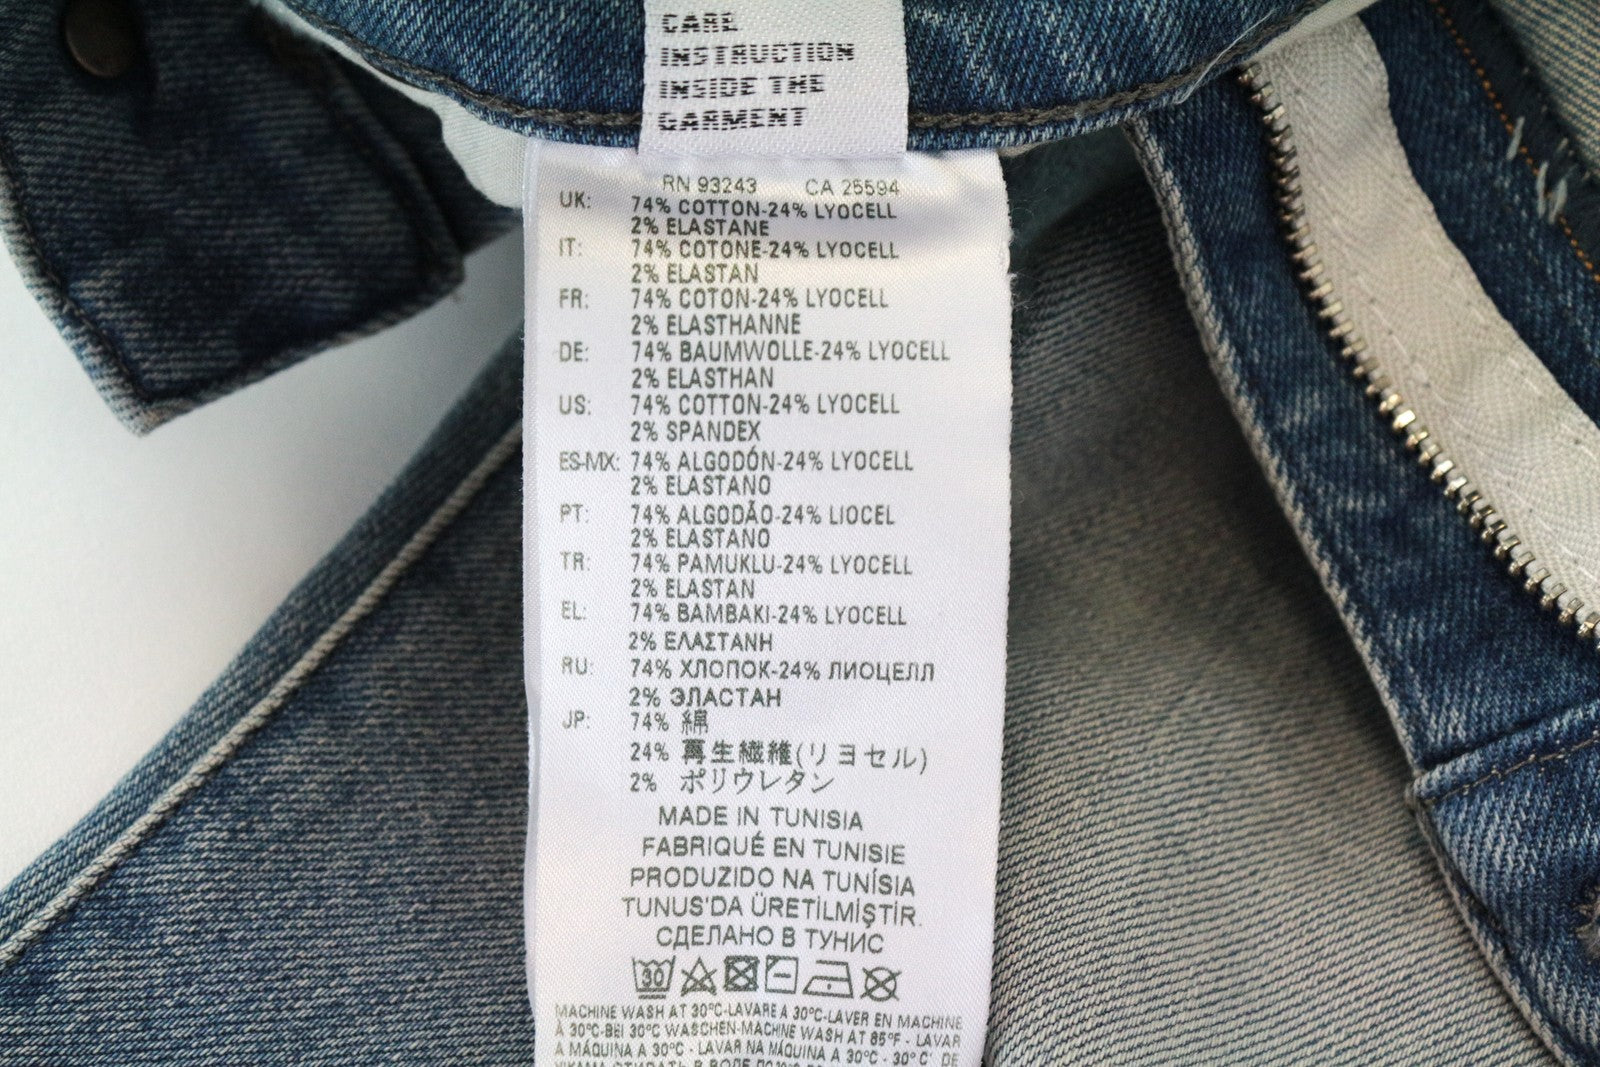 CARE
INSTRUCTION
INSIDE THE
GARMENT
RN 93243 CA 25594
UK: 74% COTTON-24% LYOCELL
2% ELASTANE
IT: 74% COTONE-24% LYOCELL
2% ELASTAN
FR: 74% COTON-24% LYOCELL
2% ELASTHANNE
DE: 74% BAUMWOLLE-24% LYOCELL
2% ELASTHAN
US: 74% COTTON-24% LYOCELL
2% SPANDEX
ES-MX: 74% ALGODÓN-24% LYOCELL
2% ELASTANO
PT: 74% ALGODÃO-24% LIOCEL
2% ELASTANO
TR: 74% PAMUKLU-24% LYOCELL
2% ELASTAN
EL: 74% BAMBAKI-24% LYOCELL
2% ΕΛΑΣΤΑΝΗ
RU: 74% ХЛОПОК-24% ЛИОЦЕЛЛ
2% ЭЛАСТАН
JP: 74% 綿
24% 再生繊維(リヨセル)
2% ポリウレタン
MADE IN TUNISIA
FABRIQUÉ EN TUNISIE
PRODUZIDO NA TUNÍSIA
TUNUS'DA ÜRETİLMİŞTİR.
СДЕЛАНО В ТУНИС
30
MACHINE WASH AT 30°C-LAVARE A 30°C-LAVER EN MACHINE
À 30°C-BEI 30°C WASCHEN-MACHINE WASH AT 85°F - LAVAR
A MÁQUINA A 30°C - LAVAR NA MÁQUINA A 30°C - 30°C' DE
YIKAMA-СТИРАТЬ В ВОДЕ